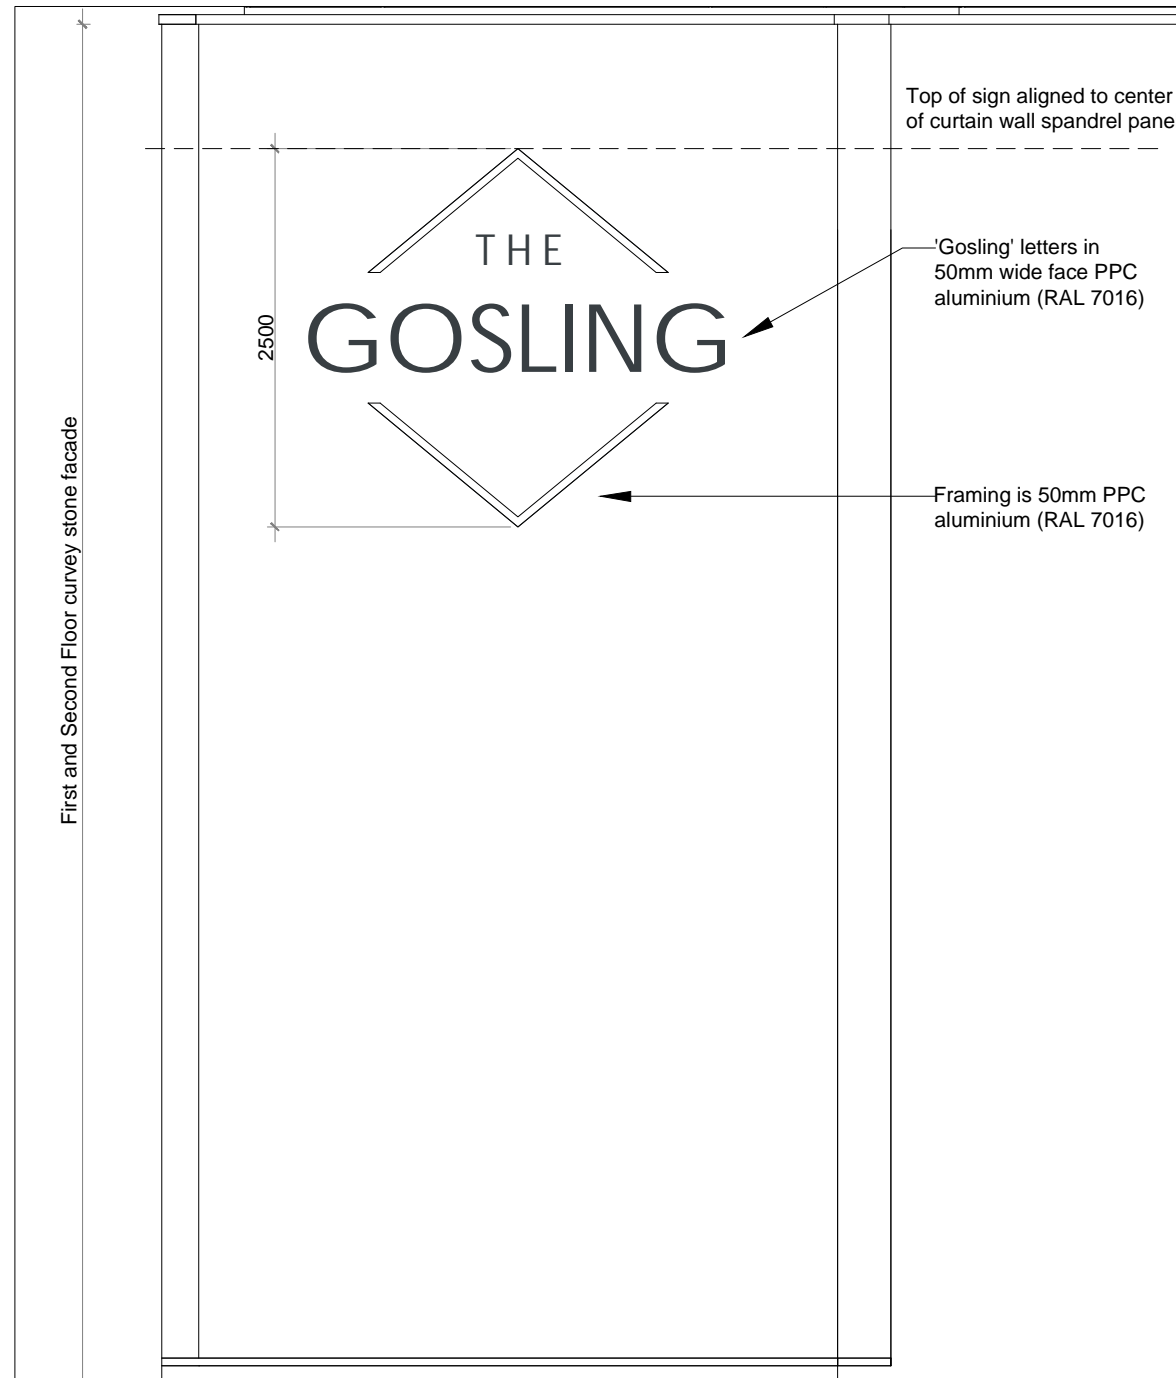 Top of sign aligned to center
of curtain wall spandrel pane
THE
GOSLING
'Gosling' letters in
50mm wide face PPC
aluminium (RAL 7016)
2500
Framing is 50mm PPC
aluminium (RAL 7016)
First and Second Floor curvey stone facade